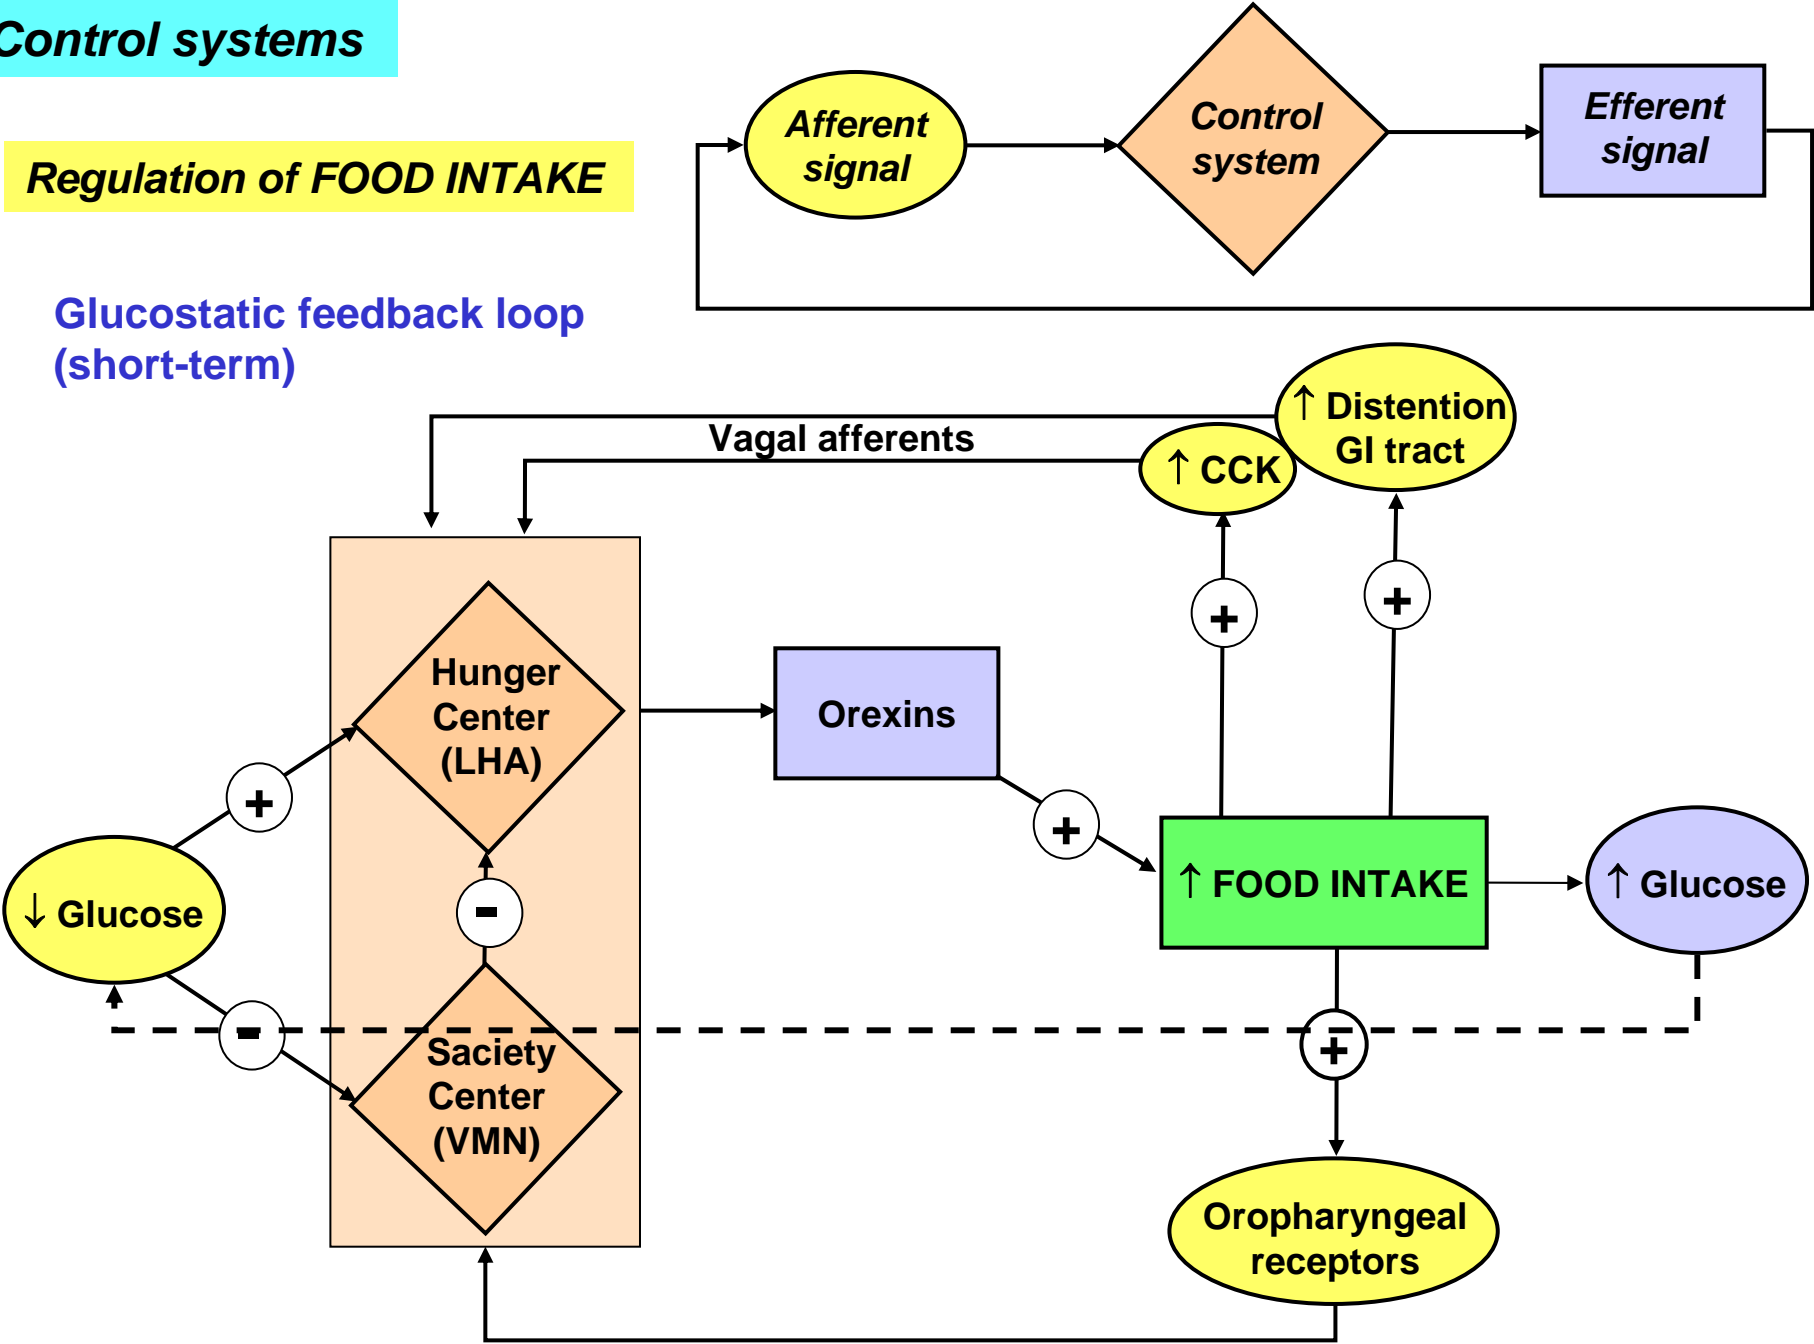 Control systems
Regulation of FOOD INTAKE
Afferent
signal
Control
system
Efferent
signal
Glucostatic feedback loop
(short-term)
↑ Distention
GI tract
Vagal afferents
↑ CCK
+
+
Hunger
Center
(LHA)
Orexins
+
+
↑ FOOD INTAKE
↑ Glucose
↓ Glucose
-
-
+
Saciety
Center
(VMN)
Oropharyngeal
receptors